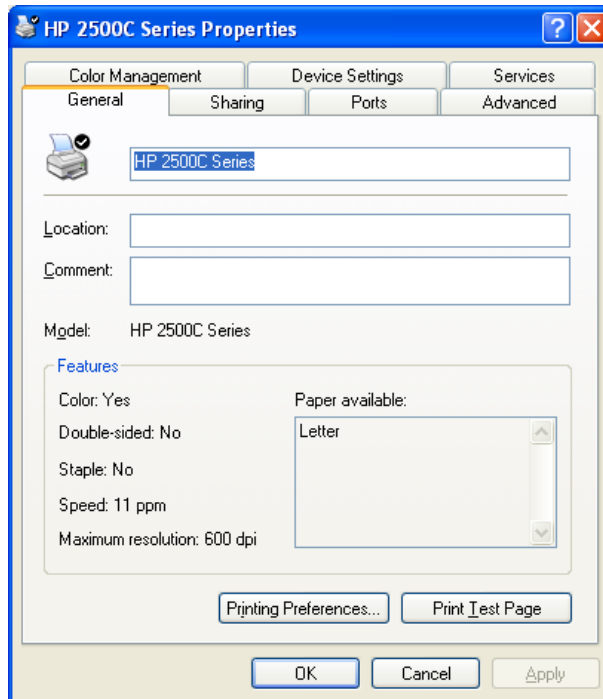 HP 2500C Series Properties
Color Management Device Settings Services
General Sharing Ports Advanced
HP 2500C Series
Location:
Comment:
Model: HP 2500C Series
Features
Color: Yes
Paper available:
Double-sided: No
Letter
Staple: No
Speed: 11 ppm
Maximum resolution: 600 dpi
Printing Preferences... Print Test Page
OK Cancel Apply